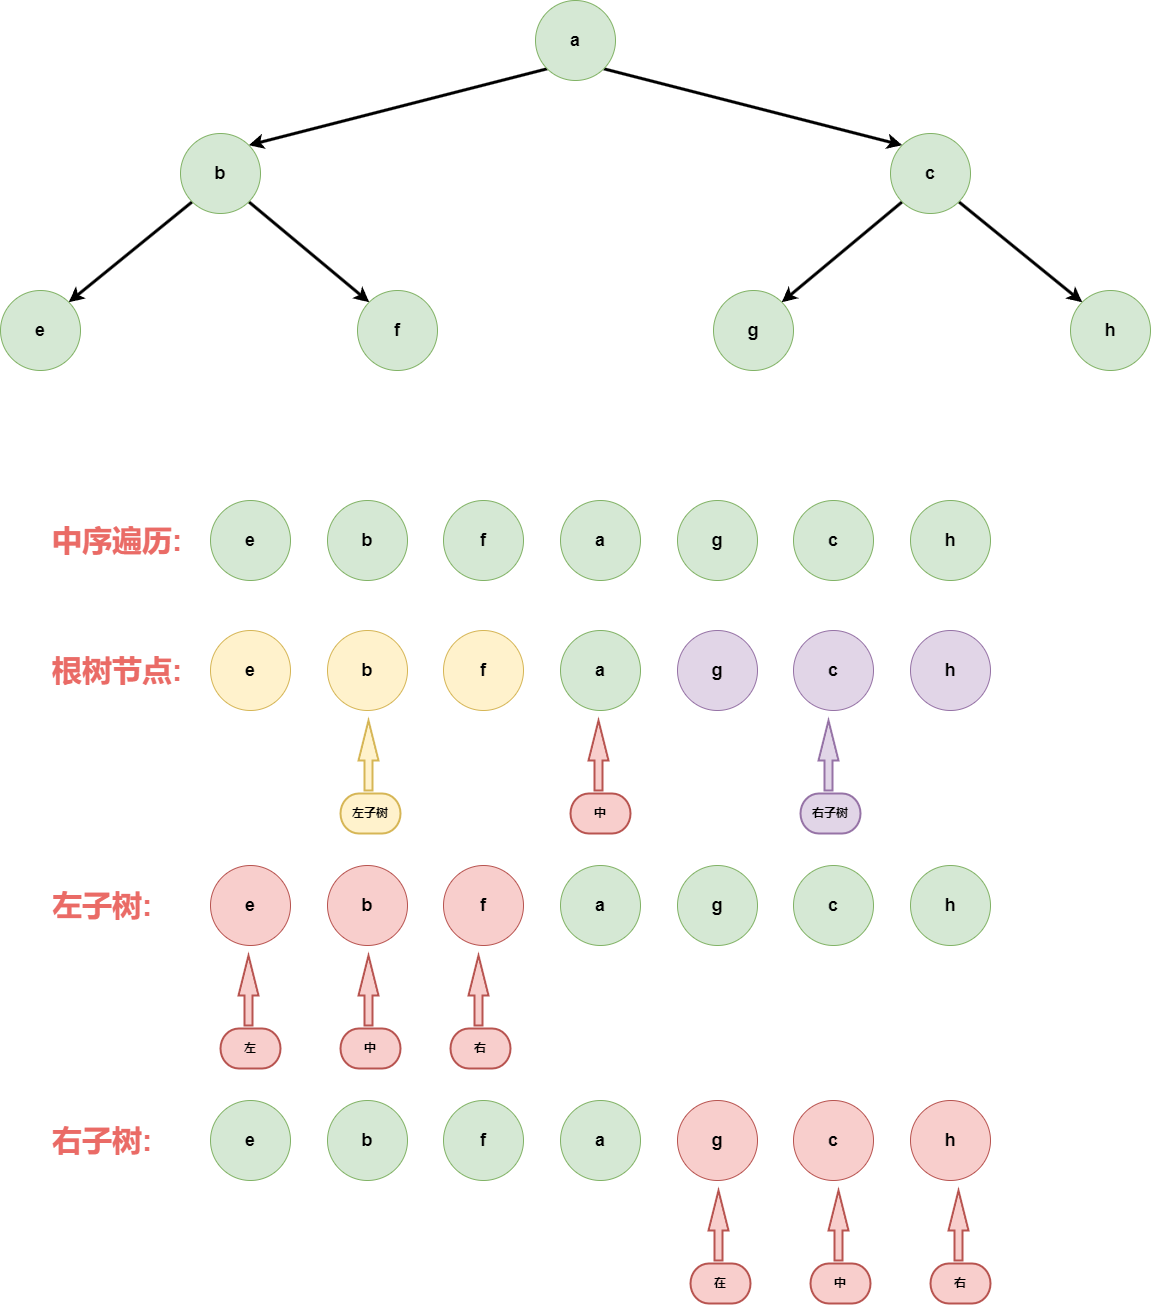 a
b c
e f g h
中序遍历: e b f a g c h
根树节点: e b f a g c h
左子树 中 右子树
左子树: e b f a g c h
左 中 右
右子树: e b f a g c h
在 中 右